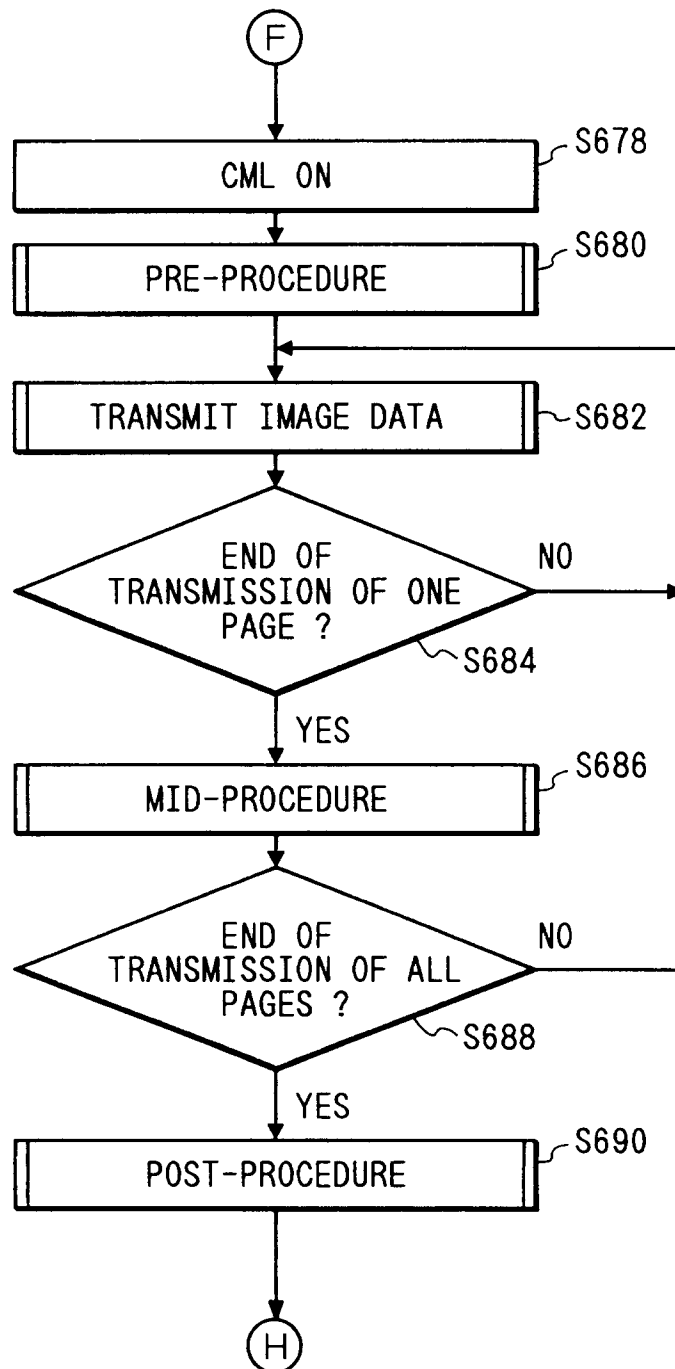 F
CML ON
S678
PRE-PROCEDURE
S680
TRANSMIT IMAGE DATA
S682
END OF
TRANSMISSION OF ONE
PAGE ?
NO
S684
YES
MID-PROCEDURE
S686
END OF
TRANSMISSION OF ALL
PAGES ?
NO
S688
YES
POST-PROCEDURE
S690
H